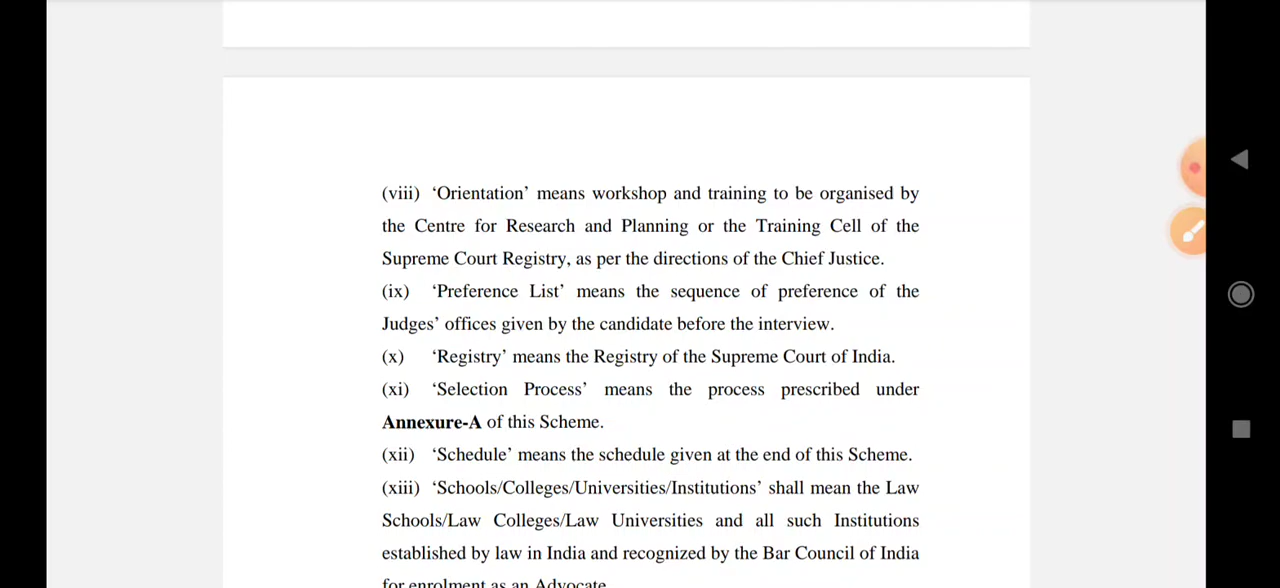 (viii) ‘Orientation’ means workshop and training to be organised by
the Centre for Research and Planning or the Training Cell of the
Supreme Court Registry, as per the directions of the Chief Justice.
(ix) ‘Preference List’ means the sequence of preference of the
Judges’ offices given by the candidate before the interview.
(x) ‘Registry’ means the Registry of the Supreme Court of India.
(xi) ‘Selection Process’ means the process prescribed under
Annexure-A of this Scheme.
(xii) ‘Schedule’ means the schedule given at the end of this Scheme.
(xiii) ‘Schools/Colleges/Universities/Institutions’ shall mean the Law
Schools/Law Colleges/Law Universities and all such Institutions
established by law in India and recognized by the Bar Council of India
for enrolment as an Advocate